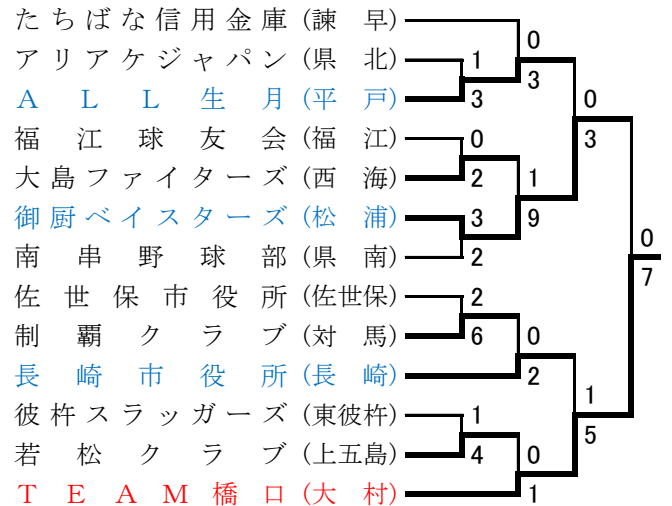 たちばな信用金庫(諫早) 0
アリアケジャパン(県北) 1 3
ALL生月(平戸) 3 0
福江球友会(福江) 0 3
大島ファイターズ(西海) 2 1
御厨ベイスターズ(松浦) 3 9 0
南串野球部(県南) 2 7
佐世保市役所(佐世保) 2
制覇クラブ(対馬) 6 0
長崎市役所(長崎) 2 1
彼杵スラッガーズ(東彼杵) 1 5
若松クラブ(上五島) 4 0
TEAM橋口(大村) 1